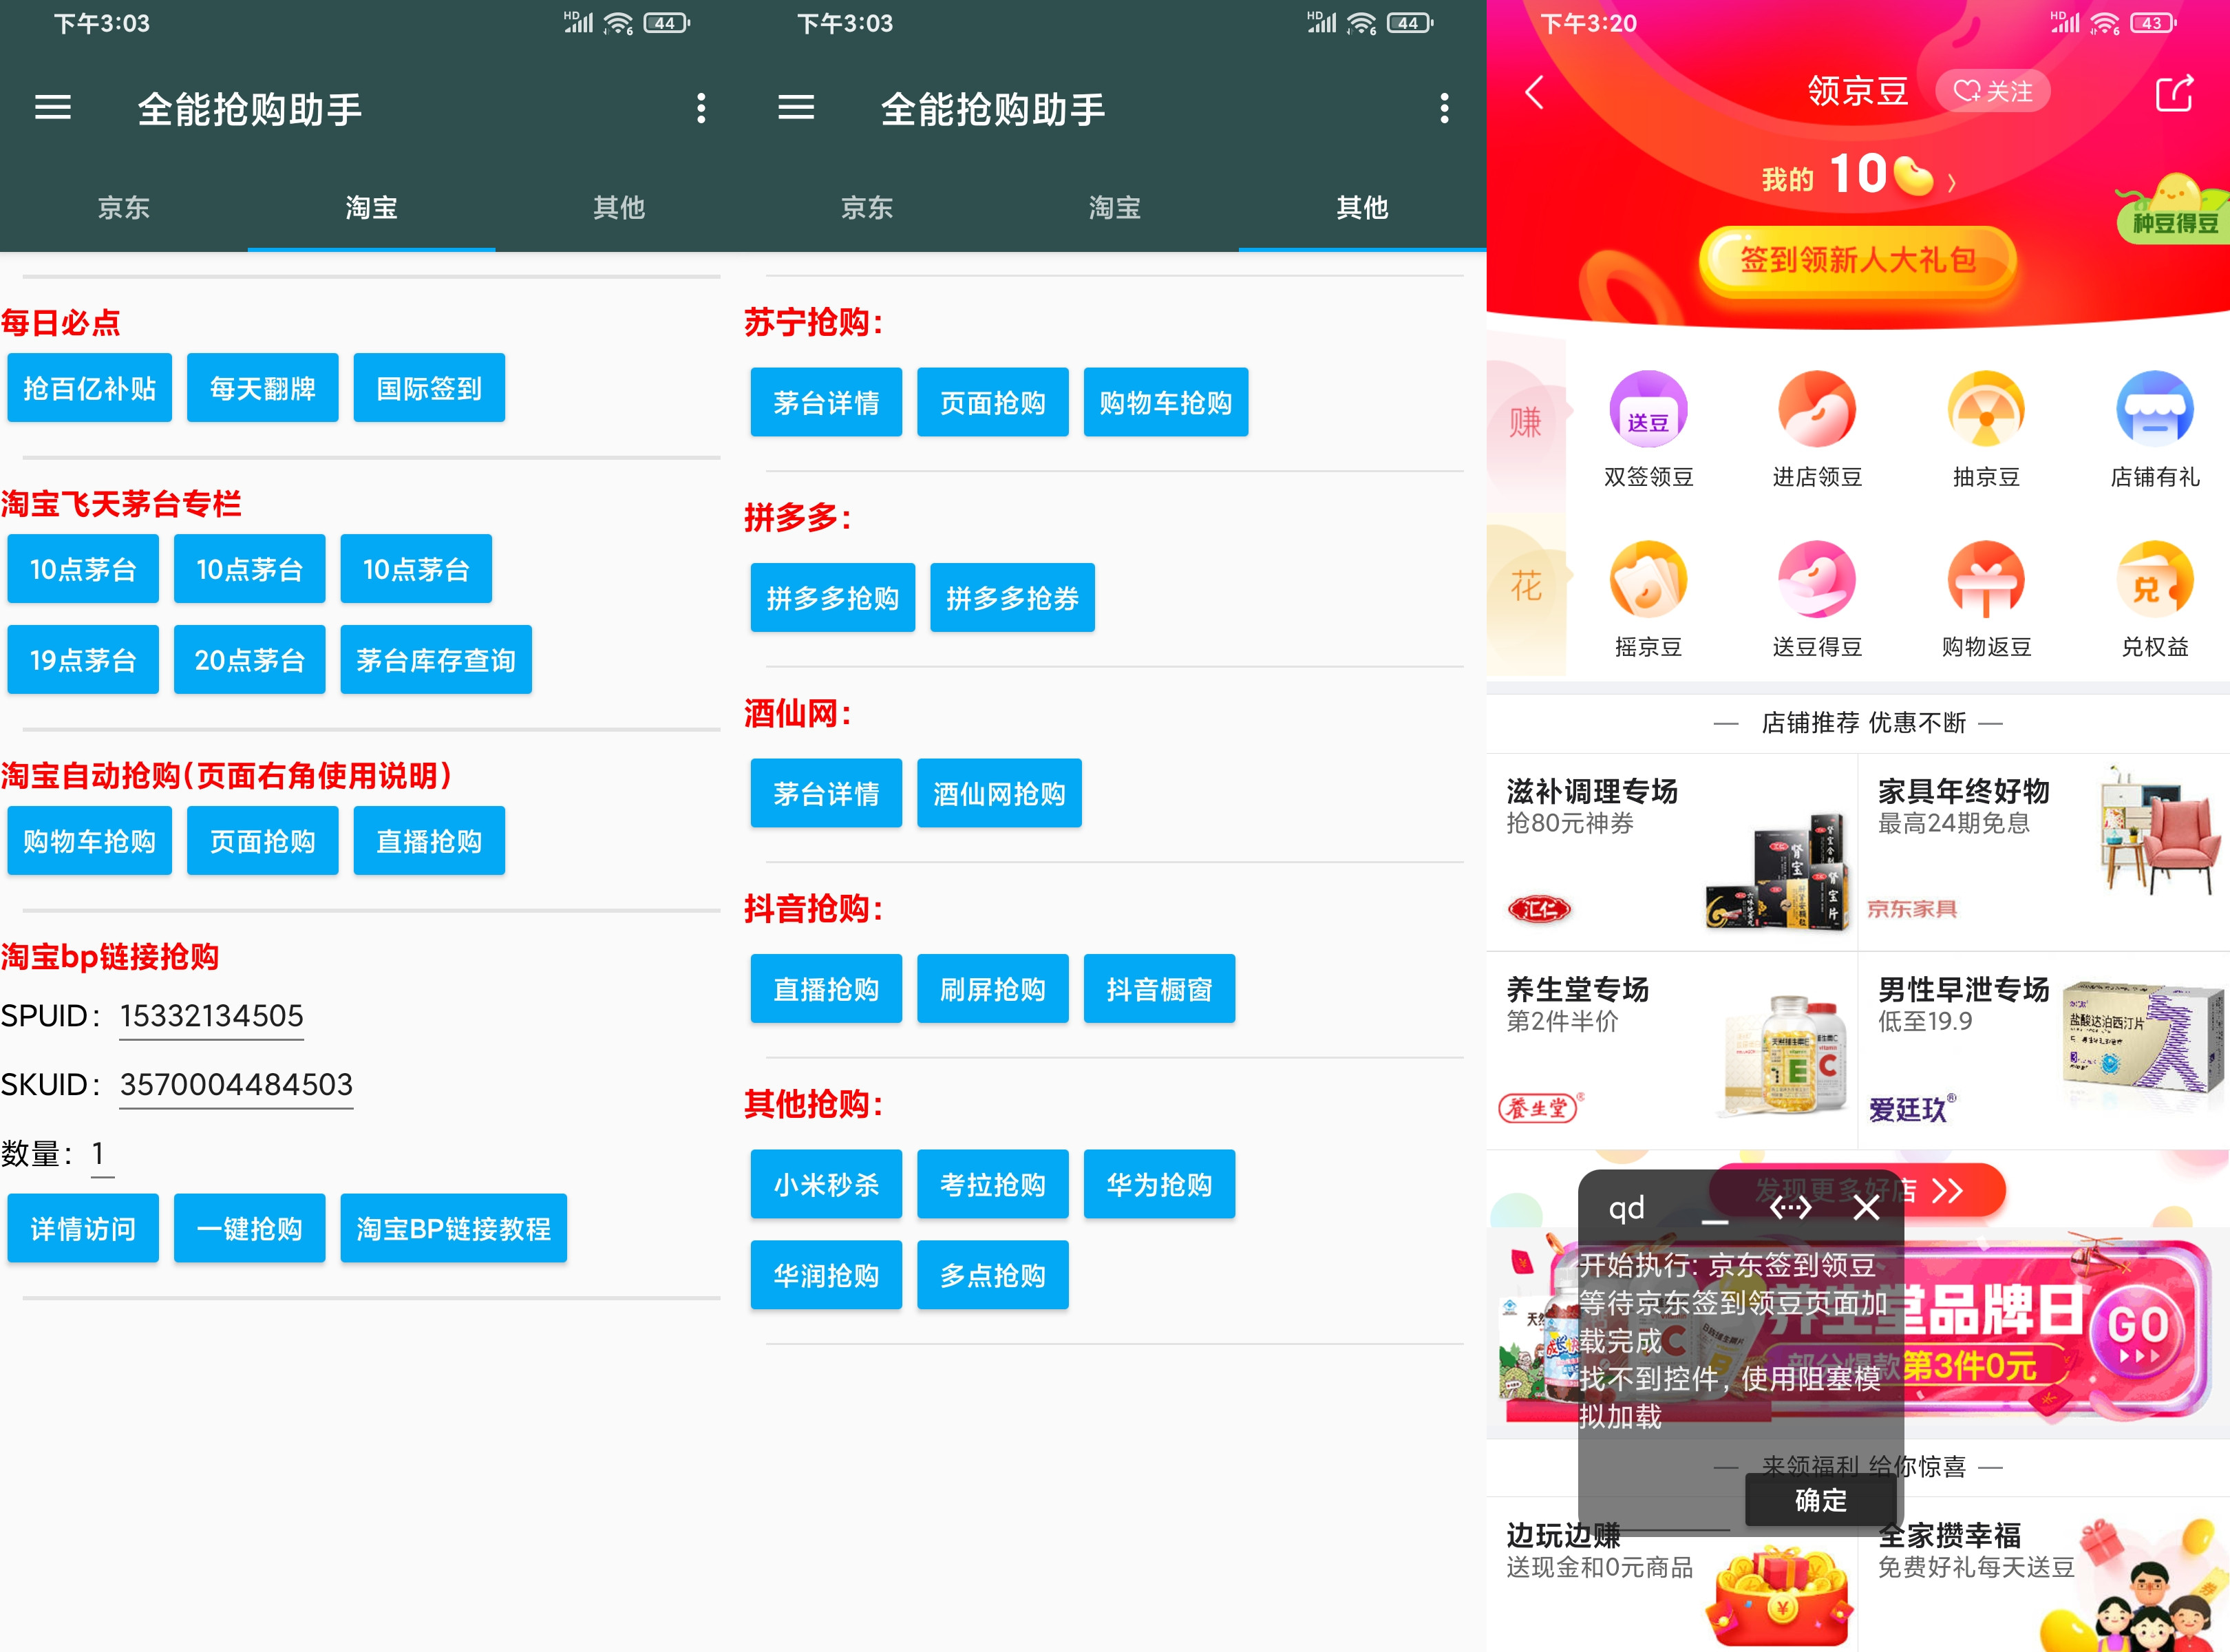 下午3:03
HD
6
44
全能抢购助手
京东
淘宝
其他
每日必点
抢百亿补贴
每天翻牌
国际签到
淘宝飞天茅台专栏
10点茅台
10点茅台
10点茅台
19点茅台
20点茅台
茅台库存查询
淘宝自动抢购(页面右角使用说明)
购物车抢购
页面抢购
直播抢购
淘宝bp链接抢购
SPUID: 15332134505
SKUID: 3570004484503
数量: 1
详情访问
一键抢购
淘宝BP链接教程
下午3:03
HD
6
44
全能抢购助手
京东
淘宝
其他
苏宁抢购:
茅台详情
页面抢购
购物车抢购
拼多多:
拼多多抢购
拼多多抢券
酒仙网:
茅台详情
酒仙网抢购
抖音抢购:
直播抢购
刷屏抢购
抖音橱窗
其他抢购:
小米秒杀
考拉抢购
华为抢购
华润抢购
多点抢购
下午3:20
HD
6
43
领京豆
关注
我的 10
种豆得豆
签到领新人大礼包
赚
送豆
双签领豆
进店领豆
抽京豆
店铺有礼
花
兑
摇京豆
送豆得豆
购物返豆
兑权益
店铺推荐 优惠不断
滋补调理专场
抢80元神券
汇仁
肾宝片
家具年终好物
最高24期免息
京东家具
养生堂专场
第2件半价
养生堂®
E
C
男性早泄专场
低至19.9
盐酸达泊西汀片
爱廷玖®
发现更多好店
qd
开始执行: 京东签到领豆
等待京东签到领豆页面加
载完成
找不到控件, 使用阻塞模
拟加载
确定
养生堂品牌日
部分爆款第3件0元
GO
来领福利 给你惊喜
边玩边赚
送现金和0元商品
全家攒幸福
免费好礼每天送豆
券